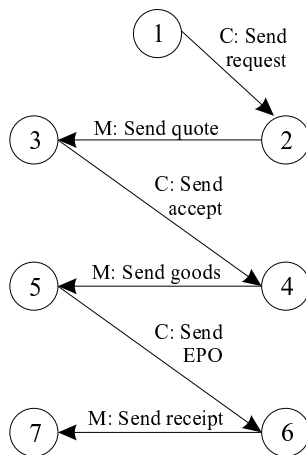 1
C: Send
request
2
M: Send quote
3
C: Send
accept
4
M: Send goods
5
C: Send
EPO
6
M: Send receipt
7